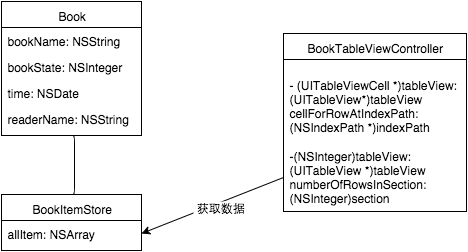 Book
bookName: NSString
bookState: NSInteger
time: NSDate
readerName: NSString
BookTableViewController
- (UITableViewCell *)tableView:
(UITableView*)tableView
cellForRowAtIndexPath:
(NSIndexPath *)indexPath
-(NSInteger)tableView:
(UITableView *)tableView
numberOfRowsInSection:
(NSInteger)section
获取数据
BookItemStore
allItem: NSArray